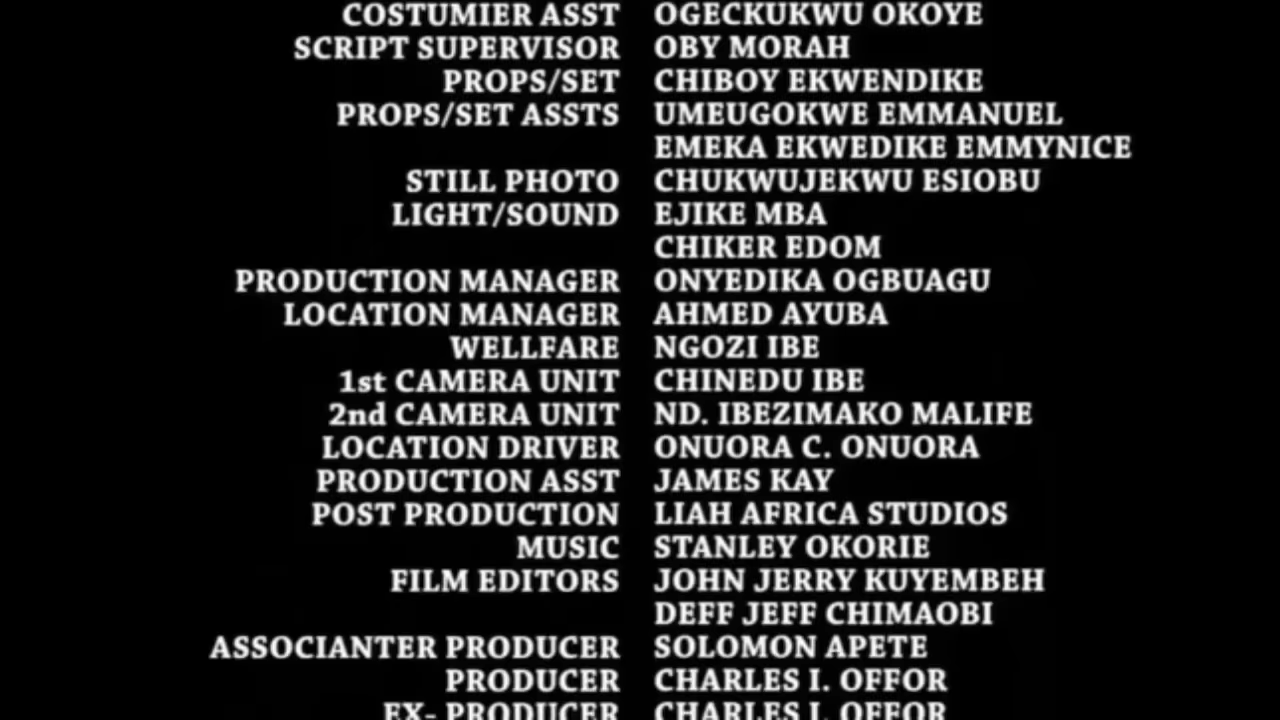 COSTUMIER ASST OGECKUKWU OKOYE
SCRIPT SUPERVISOR OBY MORAH
PROPS/SET CHIBOY EKWENDIKE
PROPS/SET ASSTS UMEUGOKWE EMMANUEL
EMEKA EKWEDIKE EMMYNICE
STILL PHOTO CHUKWUJEKWU ESIOBU
LIGHT/SOUND EJIKE MBA
CHIKER EDOM
PRODUCTION MANAGER ONYEDIKA OGBUAGU
LOCATION MANAGER AHMED AYUBA
WELLFARE NGOZI IBE
1st CAMERA UNIT CHINEDU IBE
2nd CAMERA UNIT ND. IBEZIMAKO MALIFE
LOCATION DRIVER ONUORA C. ONUORA
PRODUCTION ASST JAMES KAY
POST PRODUCTION LIAH AFRICA STUDIOS
MUSIC STANLEY OKORIE
FILM EDITORS JOHN JERRY KUYEMBEH
DEFF JEFF CHIMAOBI
ASSOCIANTER PRODUCER SOLOMON APETE
PRODUCER CHARLES I. OFFOR
EX- PRODUCER CHARLES I. OFFOR